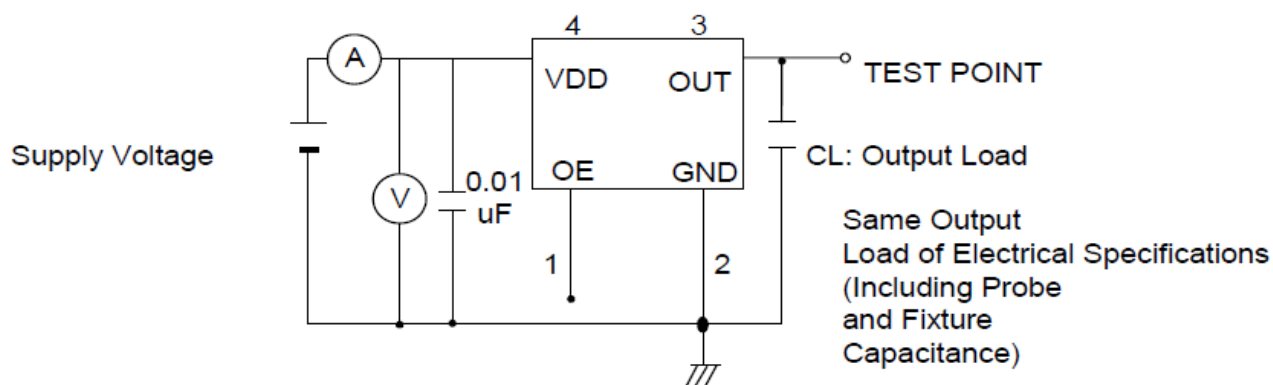 4
3
A
VDD
OUT
TEST POINT
Supply Voltage
CL: Output Load
OE
GND
0.01
uF
V
1
2
Same Output
Load of Electrical Specifications
(Including Probe
and Fixture
Capacitance)